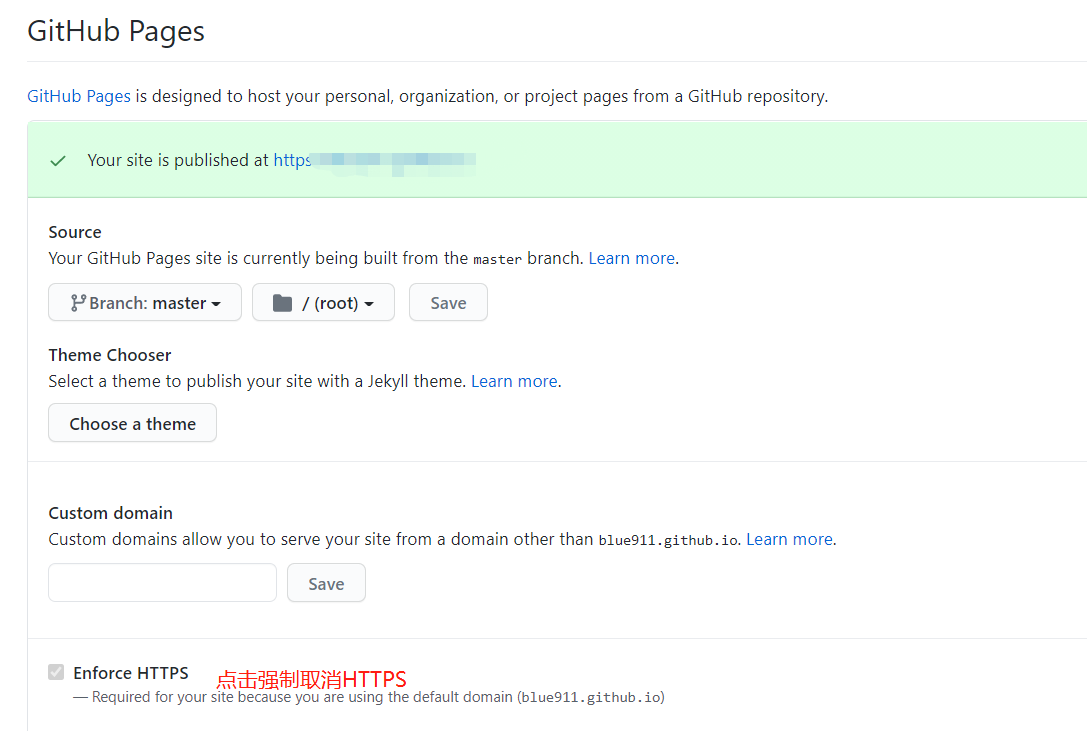 GitHub Pages
GitHub Pages is designed to host your personal, organization, or project pages from a GitHub repository.
Your site is published at https
Source
Your GitHub Pages site is currently being built from the master branch. Learn more.
Branch: master / (root) Save
Theme Chooser
Select a theme to publish your site with a Jekyll theme. Learn more.
Choose a theme
Custom domain
Custom domains allow you to serve your site from a domain other than blue911.github.io. Learn more.
Save
Enforce HTTPS 点击强制取消HTTPS
— Required for your site because you are using the default domain (blue911.github.io)